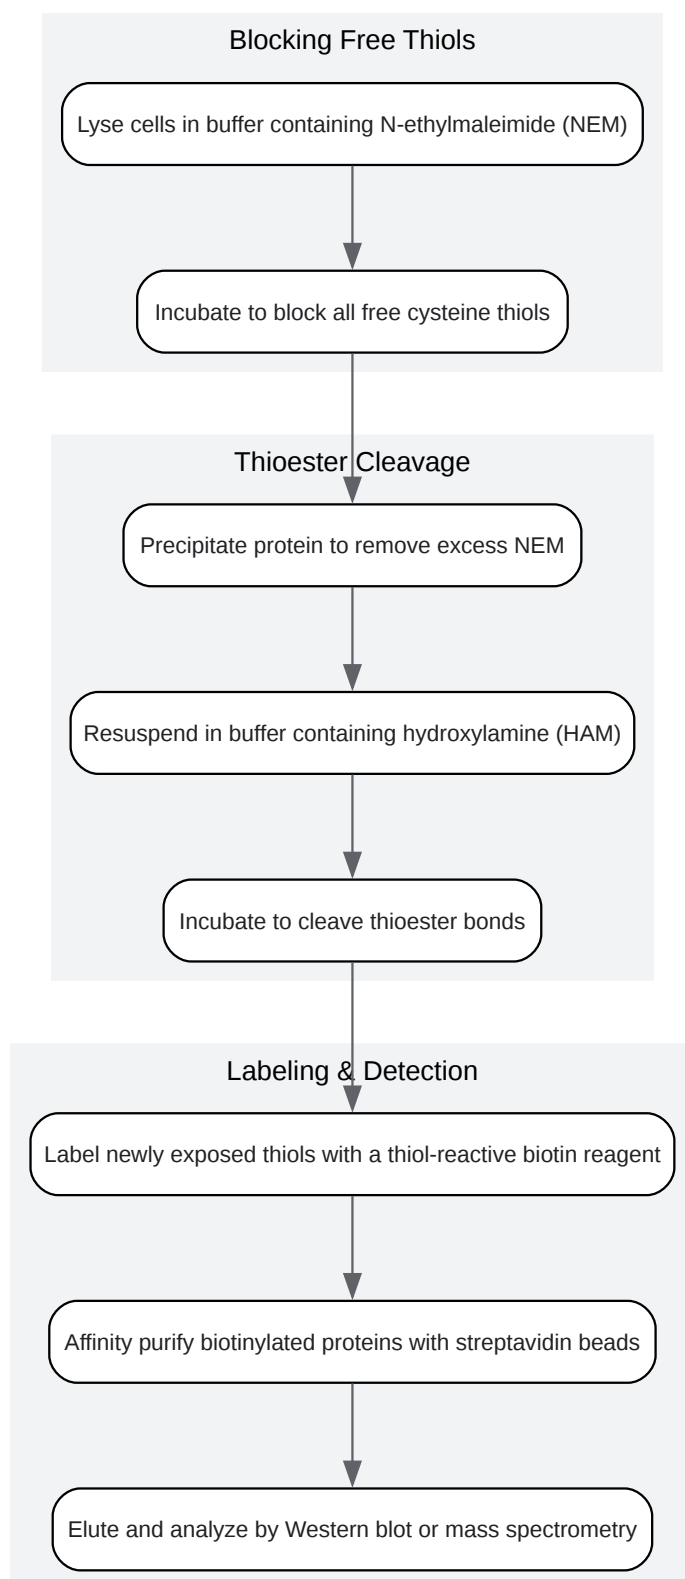 Blocking Free Thiols
Lyse cells in buffer containing N-ethylmaleimide (NEM)
Incubate to block all free cysteine thiols
Thioester Cleavage
Precipitate protein to remove excess NEM
Resuspend in buffer containing hydroxylamine (HAM)
Incubate to cleave thioester bonds
Labeling & Detection
Label newly exposed thiols with a thiol-reactive biotin reagent
Affinity purify biotinylated proteins with streptavidin beads
Elute and analyze by Western blot or mass spectrometry